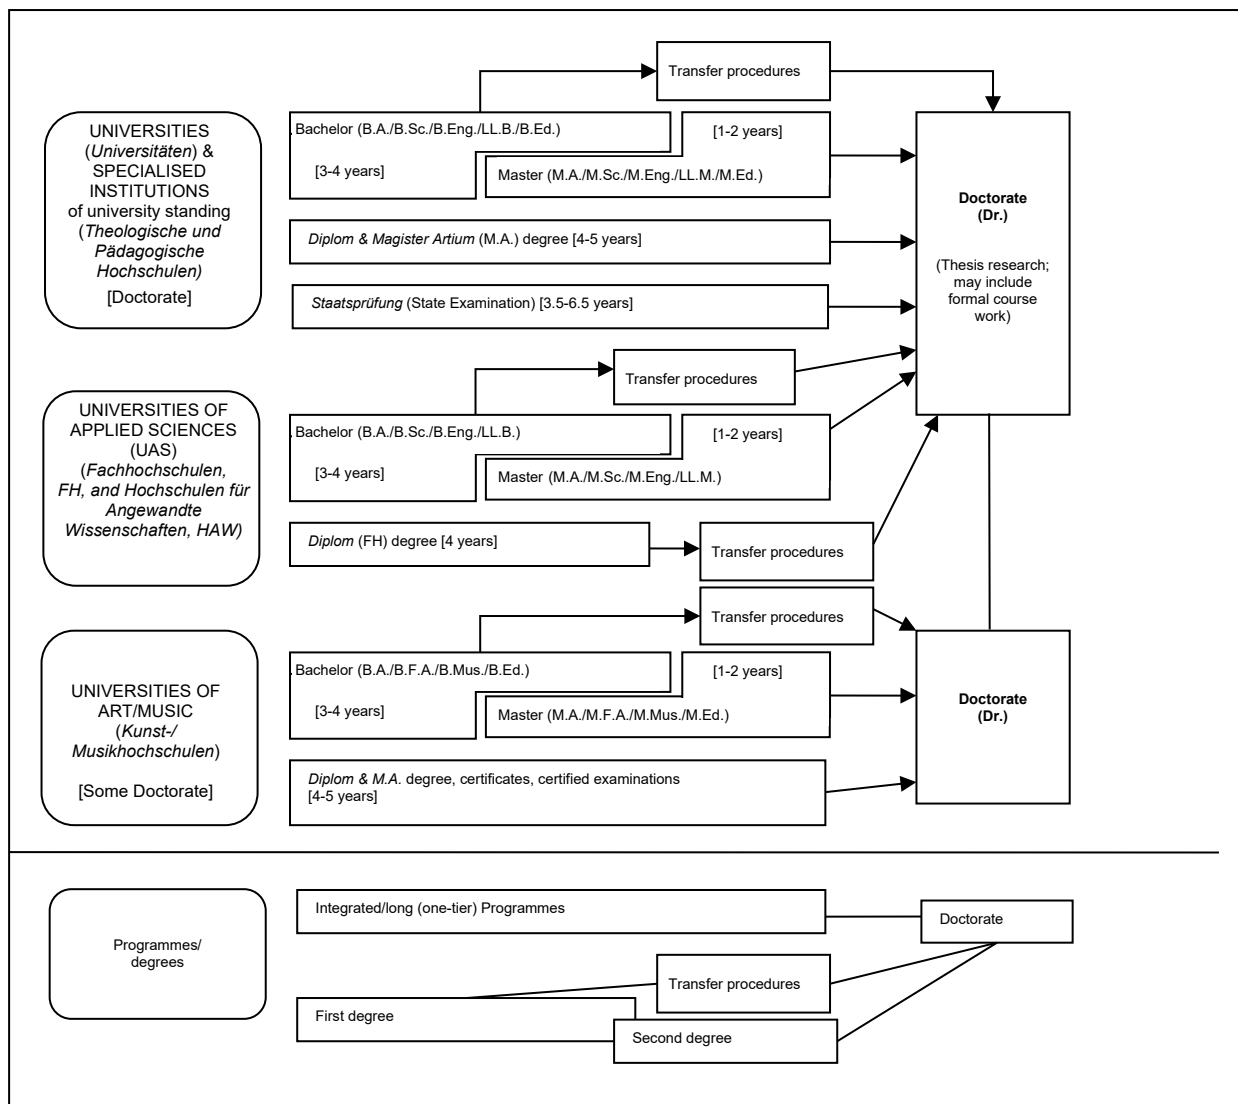 Transfer procedures
UNIVERSITIES
(Universitäten) &
SPECIALISED
INSTITUTIONS
of university standing
(Theologische und
Pädagogische
Hochschulen)
[Doctorate]
. Bachelor (B.A./B.Sc./B.Eng./LL.B./B.Ed.)
[3-4 years]
[1-2 years]
Master (M.A./M.Sc./M.Eng./LL.M./M.Ed.)
Diplom & Magister Artium (M.A.) degree [4-5 years]
Staatsprüfung (State Examination) [3.5-6.5 years]
Doctorate
(Dr.)
(Thesis research;
may include
formal course
work)
Transfer procedures
UNIVERSITIES OF
APPLIED SCIENCES
(UAS)
(Fachhochschulen,
FH, and Hochschulen für
Angewandte
Wissenschaften, HAW)
. Bachelor (B.A./B.Sc./B.Eng./LL.B.)
[3-4 years]
[1-2 years]
Master (M.A./M.Sc./M.Eng./LL.M.)
Diplom (FH) degree [4 years]
Transfer procedures
Transfer procedures
UNIVERSITIES OF
ART/MUSIC
(Kunst-/
Musikhochschulen)
[Some Doctorate]
. Bachelor (B.A./B.F.A./B.Mus./B.Ed.)
[3-4 years]
[1-2 years]
Master (M.A./M.F.A./M.Mus./M.Ed.)
Diplom & M.A. degree, certificates, certified examinations
[4-5 years]
Doctorate
(Dr.)
Programmes/
degrees
Integrated/long (one-tier) Programmes
Doctorate
Transfer procedures
First degree
Second degree